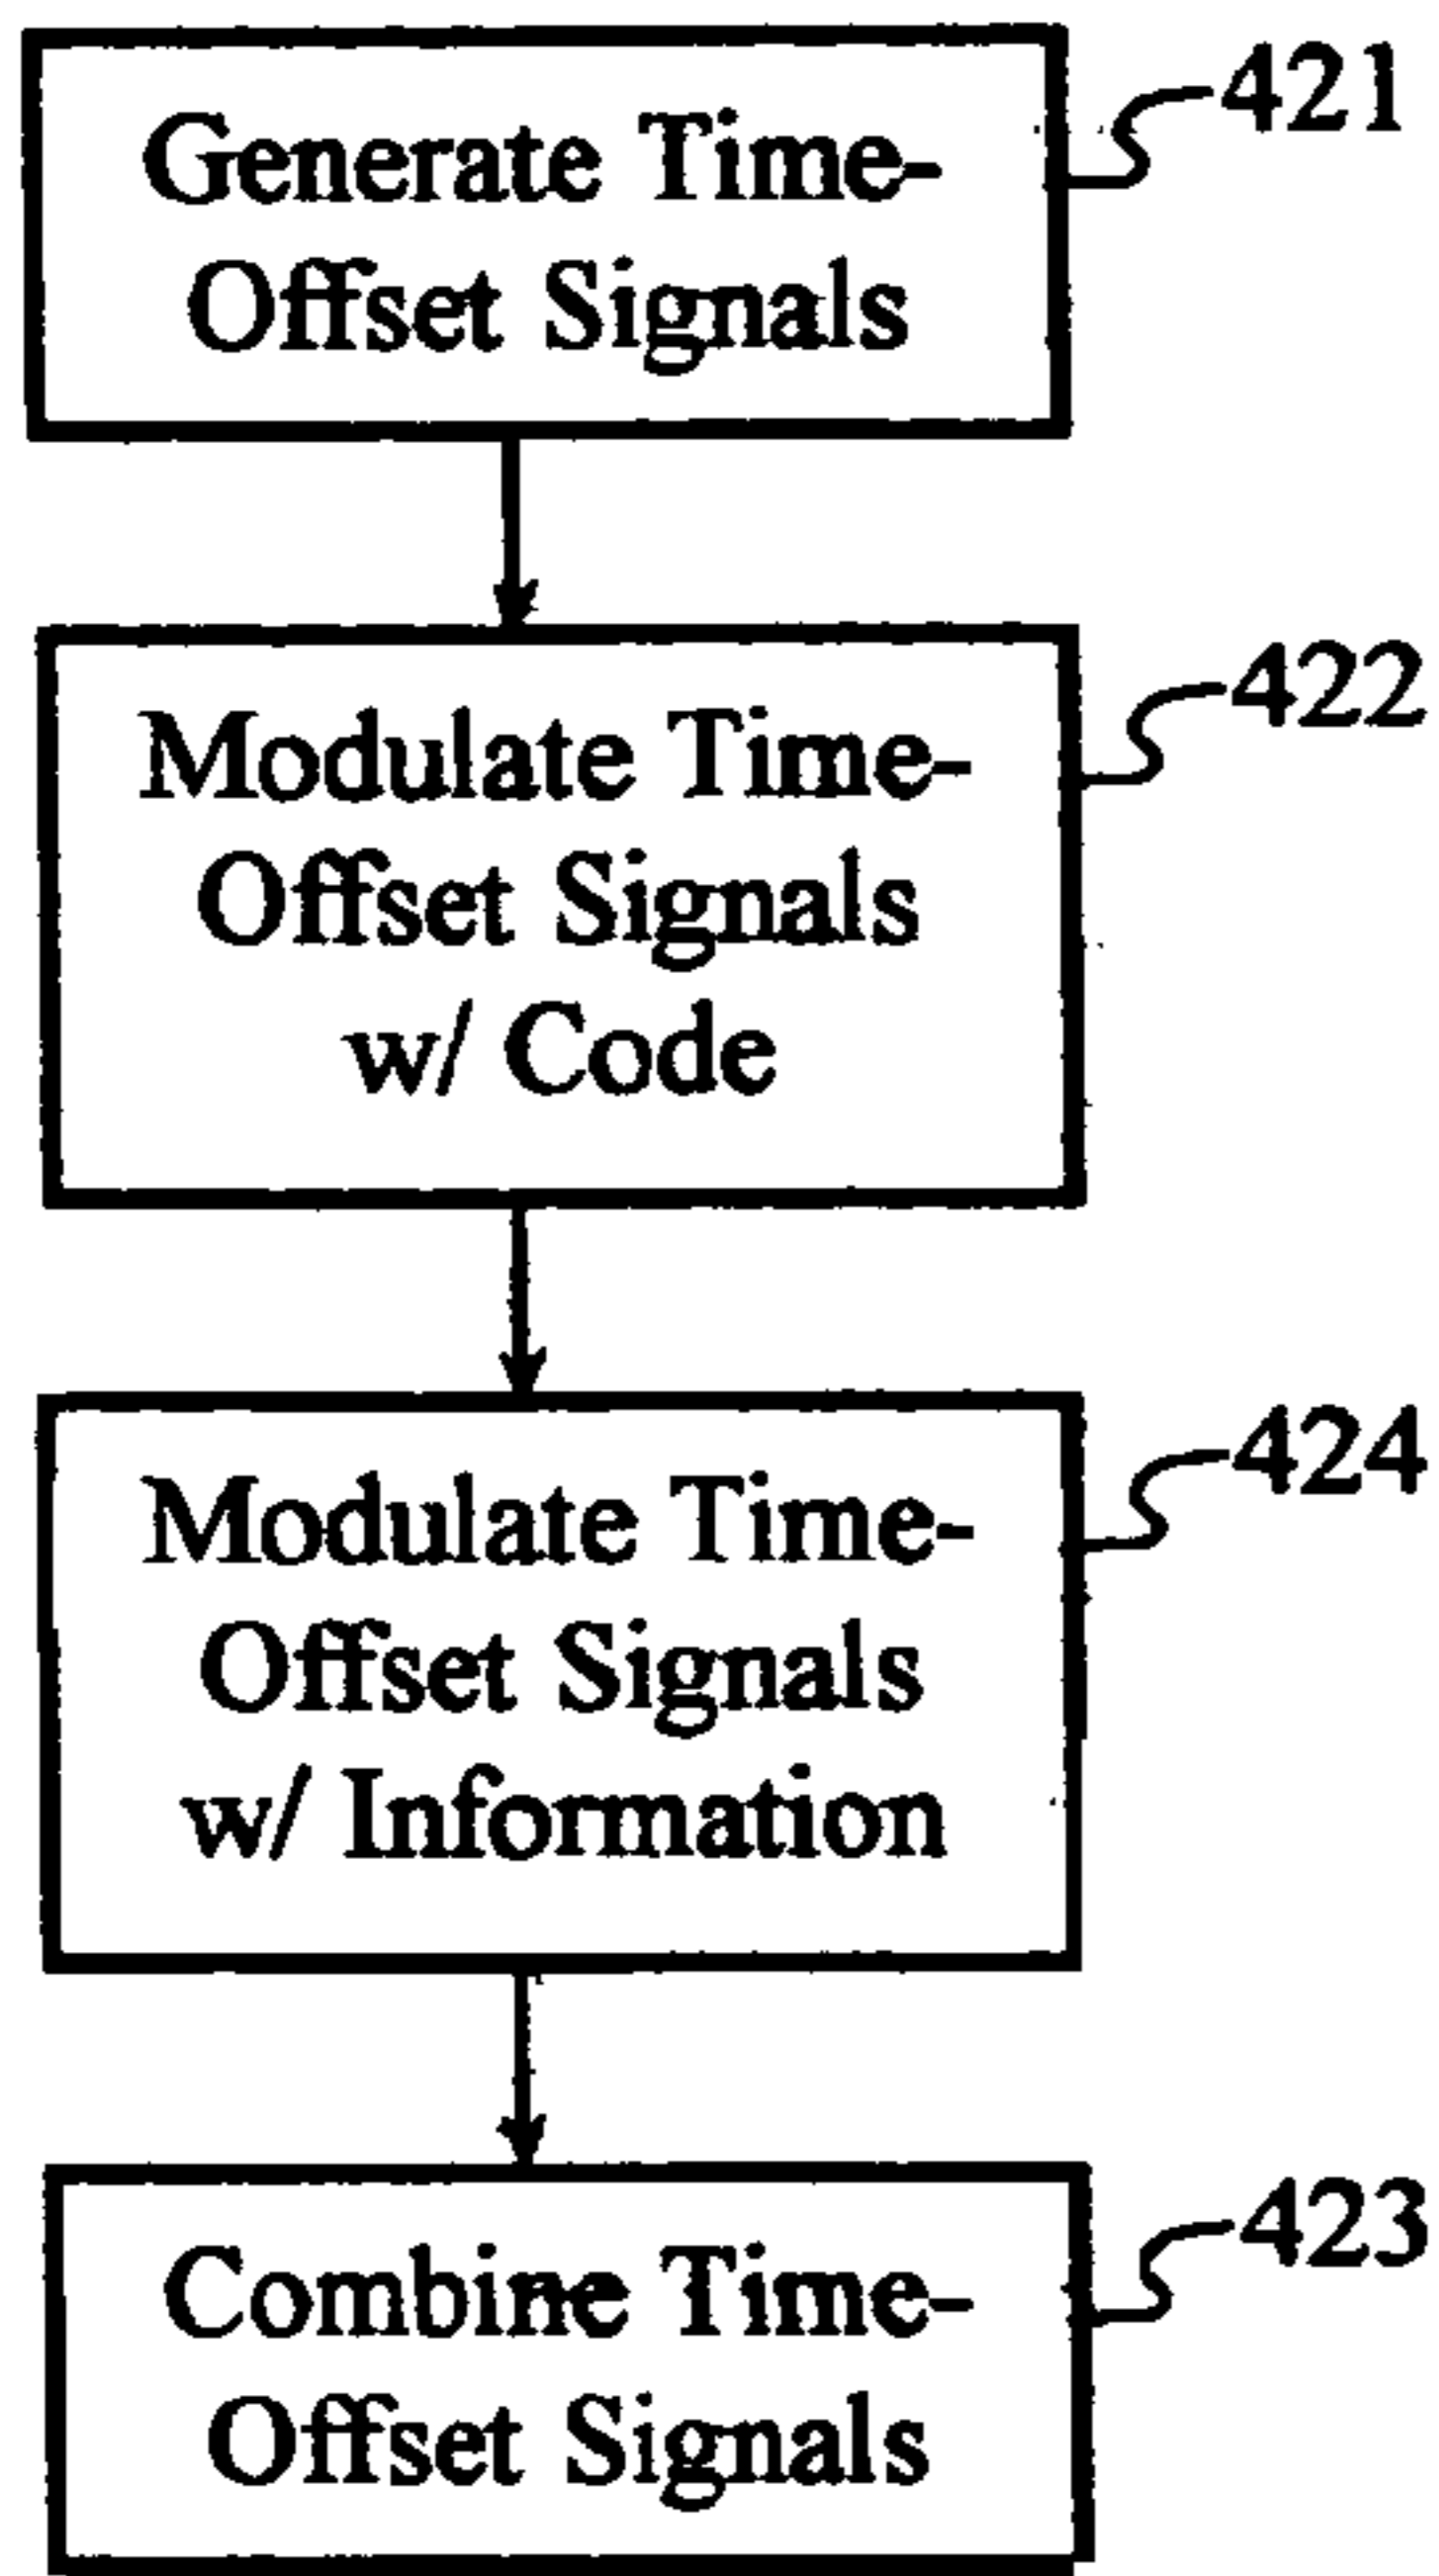 Generate Time-
Offset Signals
421
Modulate Time-
Offset Signals
w/ Code
422
Modulate Time-
Offset Signals
w/ Information
424
Combine Time-
Offset Signals
423